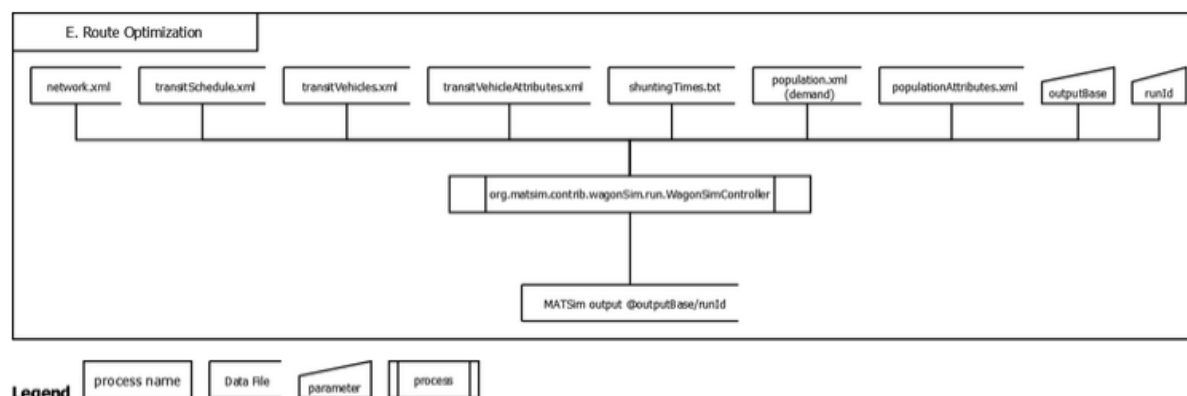 E. Route Optimization
network.xml
transitSchedule.xml
transitVehicles.xml
transitVehicleAttributes.xml
shuntingTimes.txt
population.xml
(demand)
populationAttributes.xml
outputBase
runId
org.matsim.contrib.wagonSim.run.WagonSimController
MATSim output @outputBase/runId
Legend
process name
Data File
parameter
process